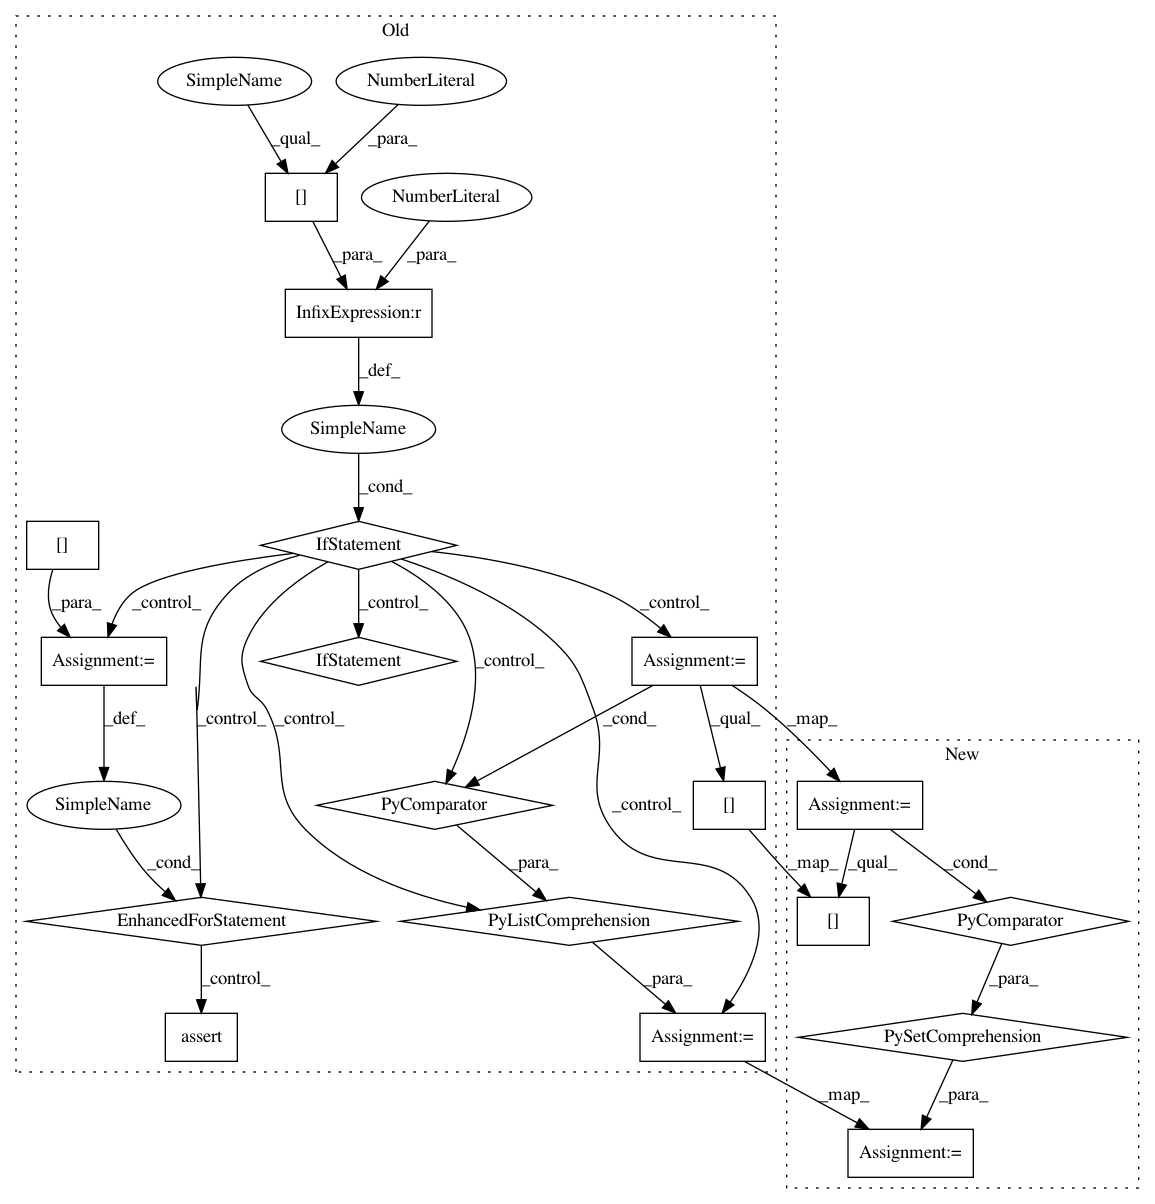 Old
SimpleName
NumberLiteral
_qual_
_para_
[]
NumberLiteral
_para_
_para_
InfixExpression:r
_def_
SimpleName
_cond_
[]
IfStatement
_para_
_control_
_control_
_control_
Assignment:=
IfStatement
_control_
Assignment:=
_def_
_control_
_control_
_cond_
_qual_
_map_
New
SimpleName
PyComparator
_control_
[]
Assignment:=
_cond_
_para_
_map_
_qual_
_cond_
EnhancedForStatement
PyListComprehension
[]
PyComparator
_control_
_para_
_para_
assert
Assignment:=
PySetComprehension
_map_
_para_
Assignment:=